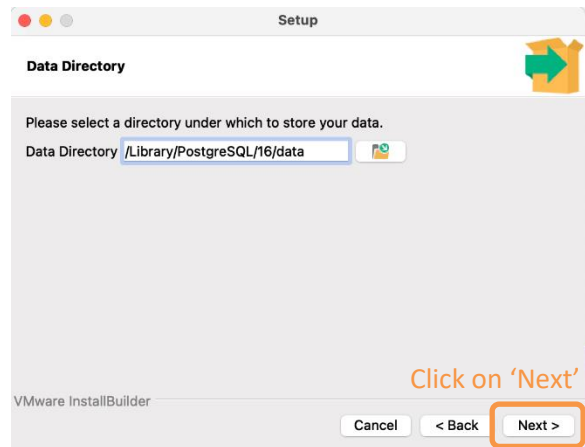 Setup
Data Directory
Please select a directory under which to store your data.
Data Directory /Library/PostgreSQL/16/data
Click on ‘Next’
VMware InstallBuilder
Cancel < Back Next >